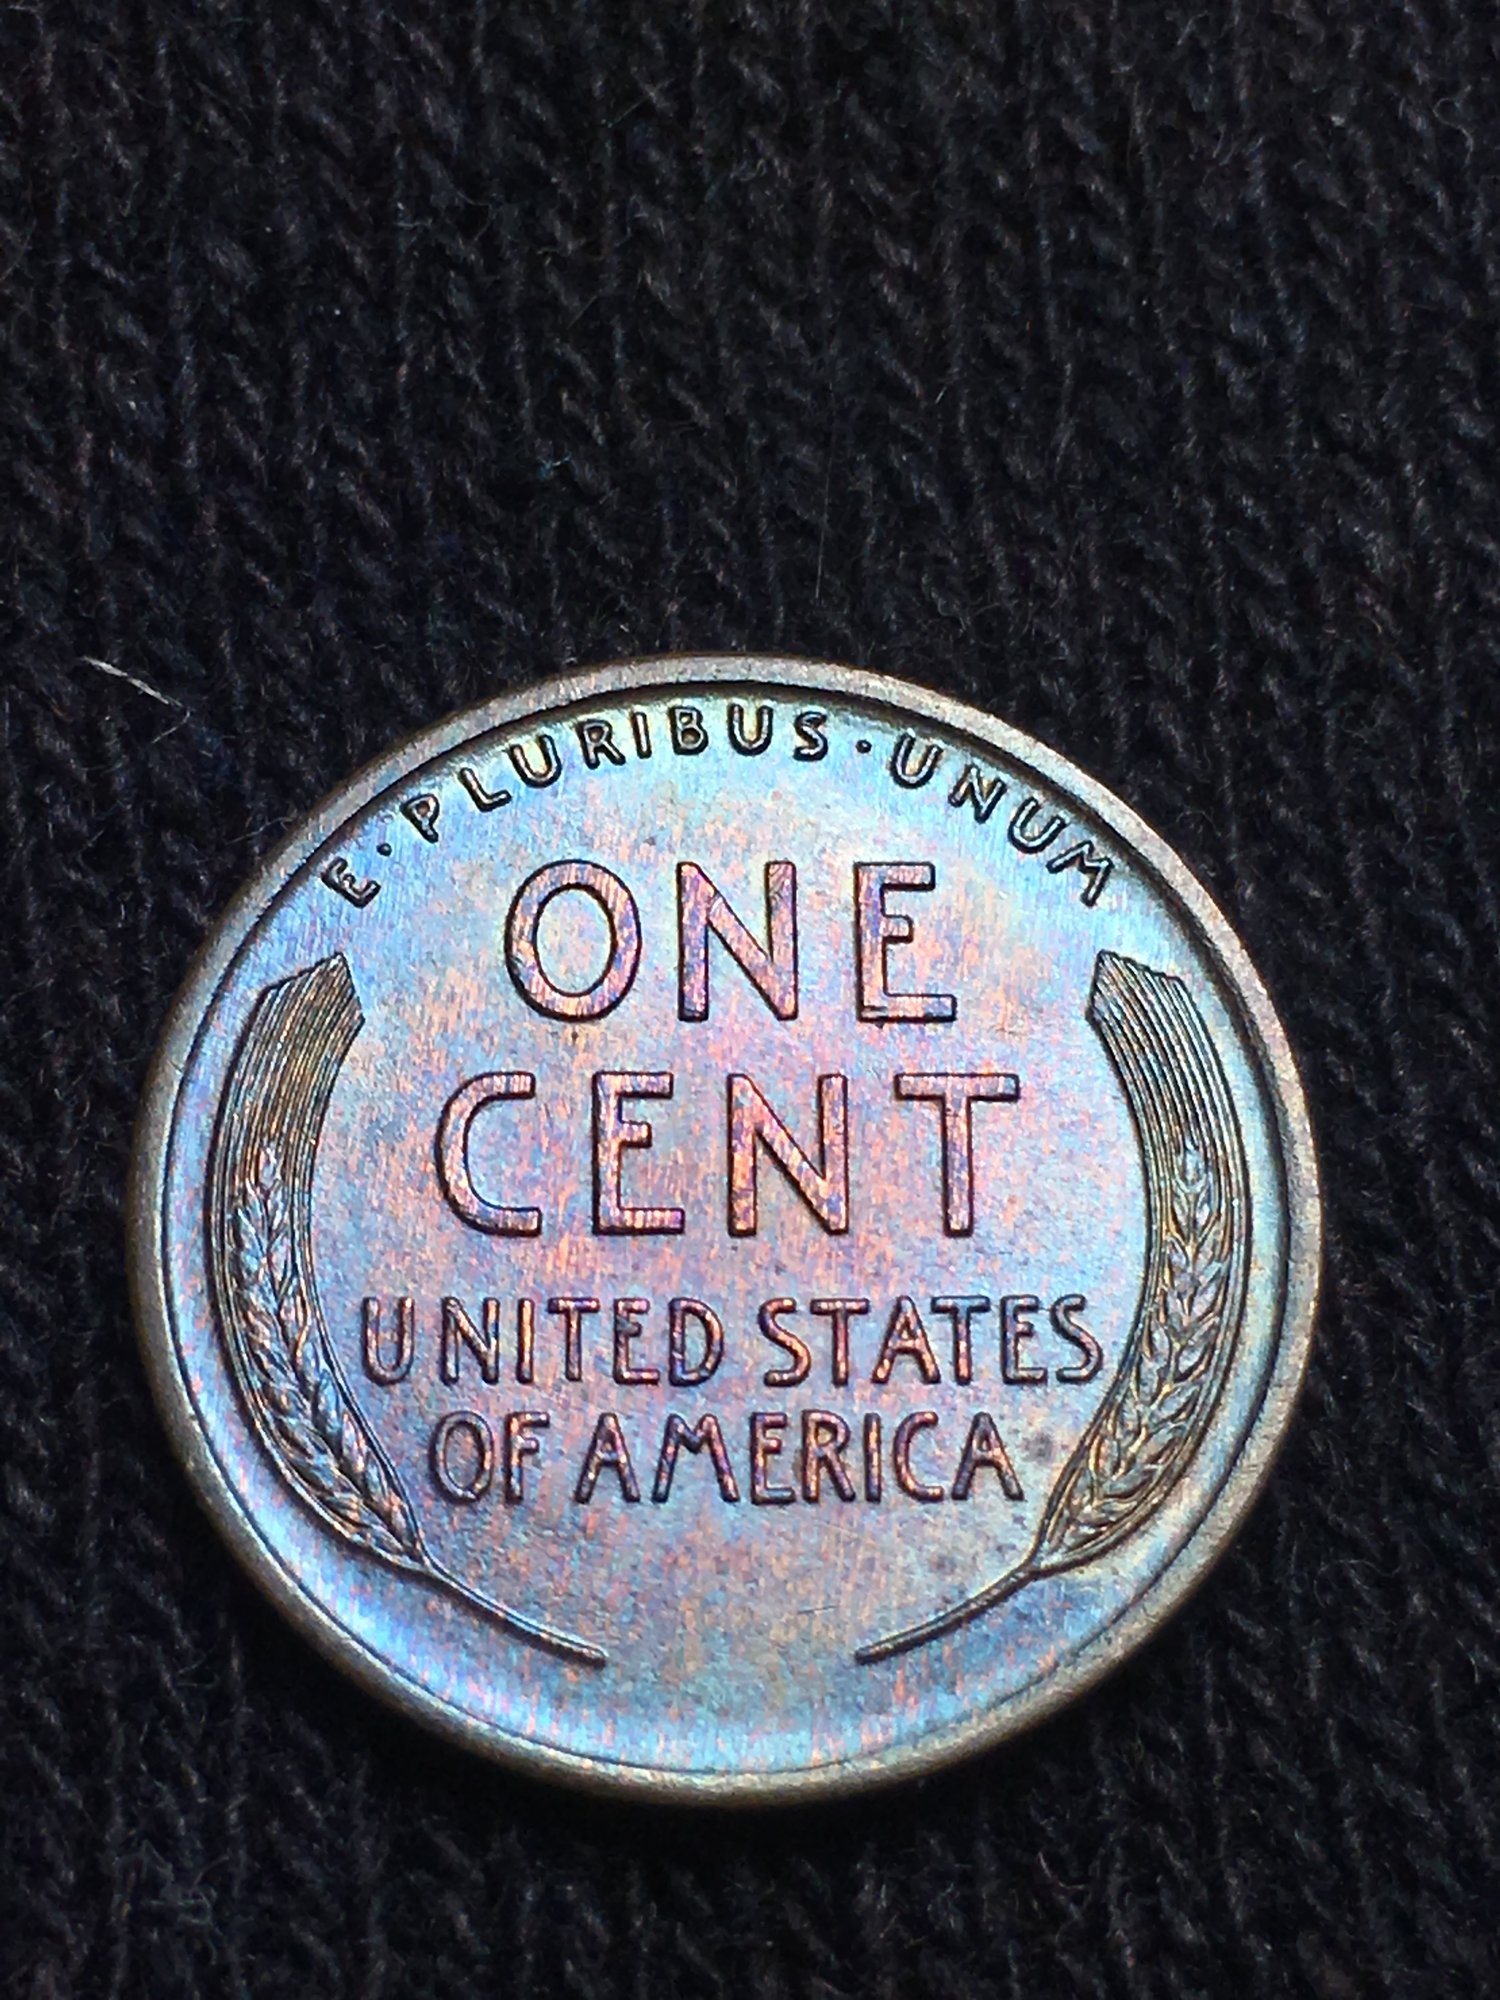 E·PLURIBUS·UNUM
ONE
CENT
UNITED STATES
OF AMERICA